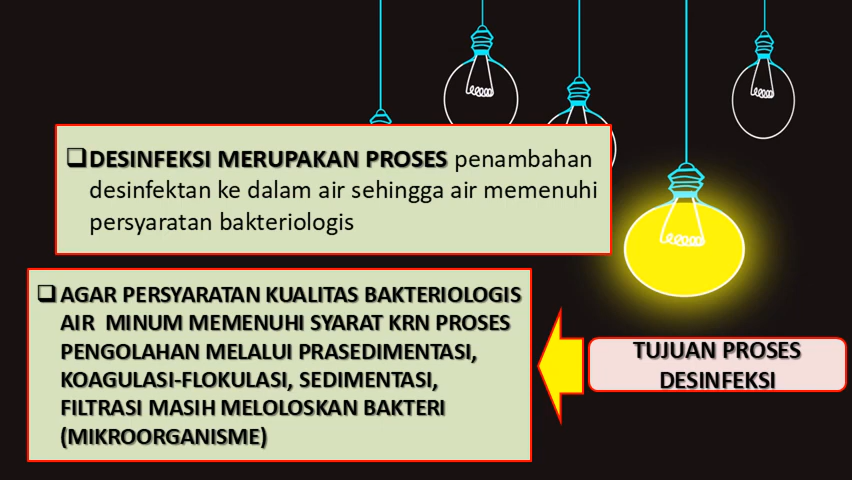 ❑DESINFEKSI MERUPAKAN PROSES penambahan
desinfektan ke dalam air sehingga air memenuhi
persyaratan bakteriologis
❑ AGAR PERSYARATAN KUALITAS BAKTERIOLOGIS
AIR MINUM MEMENUHI SYARAT KRN PROSES
PENGOLAHAN MELALUI PRASEDIMENTASI,
KOAGULASI-FLOKULASI, SEDIMENTASI,
FILTRASI MASIH MELOLOSKAN BAKTERI
(MIKROORGANISME)
TUJUAN PROSES
DESINFEKSI